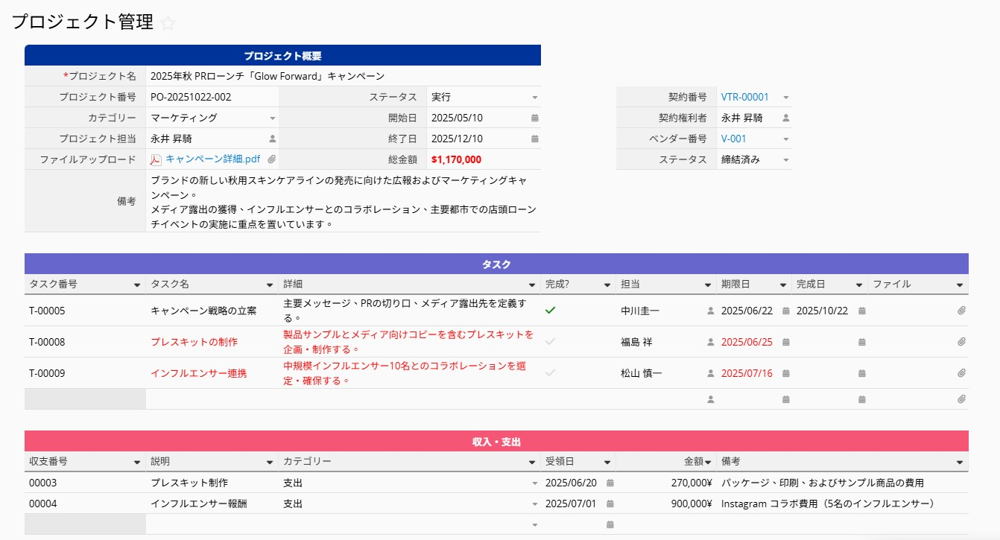 プロジェクト管理
プロジェクト概要
*プロジェクト名 2025年秋 PRローンチ「Glow Forward」キャンペーン
プロジェクト番号 PO-20251022-002 ステータス 実行 契約番号 VTR-00001
カテゴリー マーケティング 開始日 2025/05/10 契約権利者 永井 昇騎
プロジェクト担当 永井 昇騎 終了日 2025/12/10 ベンダー番号 V-001
ファイルアップロード キャンペーン詳細.pdf 総金額 $1,170,000 ステータス 締結済み
備考
ブランドの新しい秋用スキンケアラインの発売に向けた広報およびマーケティングキャ
ンペーン。
メディア露出の獲得、インフルエンサーとのコラボレーション、主要都市での店頭ローン
チイベントの実施に重点を置いています。
タスク
タスク番号 タスク名 詳細 完成? 担当 期限日 完成日 ファイル
T-00005 キャンペーン戦略の立案 主要メッセージ、PRの切り口、メディア露出先を定義す
る。 中川圭一 2025/06/22 2025/10/22
T-00008 プレスキットの制作 製品サンプルとメディア向けコピーを含むプレスキットを
企画・制作する。 福島 祥 2025/06/25
T-00009 インフルエンサー連携 中規模インフルエンサー10名とのコラボレーションを選
定・確保する。 松山 慎一 2025/07/16
収入・支出
収支番号 説明 カテゴリー 受領日 金額 備考
00003 プレスキット制作 支出 2025/06/20 270,000¥ パッケージ、印刷、およびサンプル商品の費用
00004 インフルエンサー報酬 支出 2025/07/01 900,000¥ Instagram コラボ費用（5名のインフルエンサー）